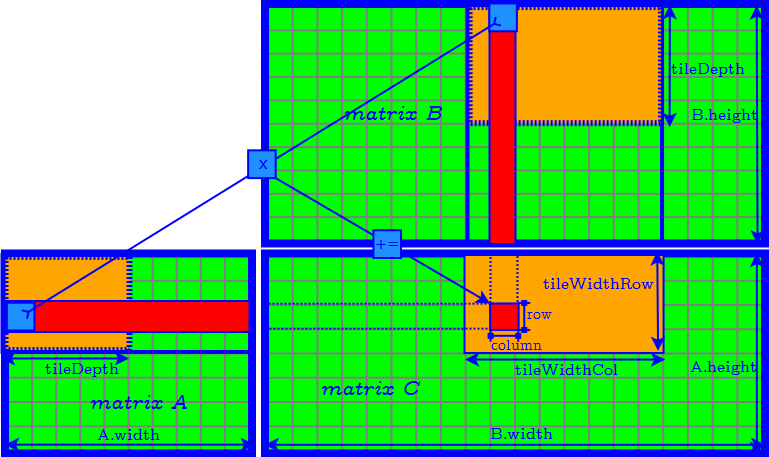 tileDepth
matrix B
B.height
x
+=
tileWidthRow
row
column
tileDepth
tileWidthCol
A.height
matrix A
matrix C
A.width
B.width